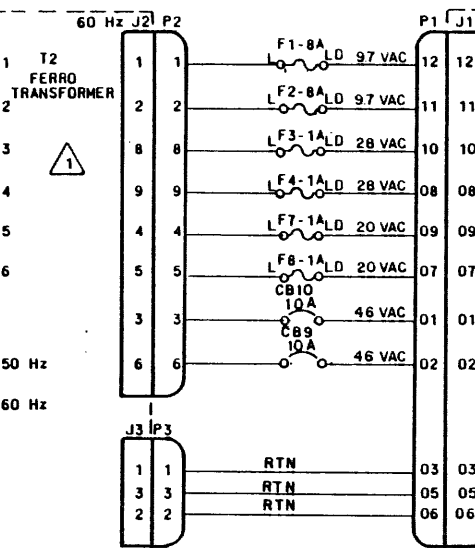 60 Hz J2 P2 P1 J1
1 T2 1 1 L F1-8A LD 9.7 VAC 12 12
FERRO
TRANSFORMER
2 2 2 L F2-8A LD 9.7 VAC 11 11
3 1 8 8 L F3-1A LD 28 VAC 10 10
4 9 9 L F4-1A LD 28 VAC 08 08
5 4 4 L F7-1A LD 20 VAC 09 09
6 5 5 L F8-1A LD 20 VAC 07 07
CB10
10A
3 3 46 VAC 01 01
CB9
10A
50 Hz 6 6 46 VAC 02 02
60 Hz
J3 P3
1 1 RTN 03 03
3 3 RTN 05 05
2 2 RTN 06 06